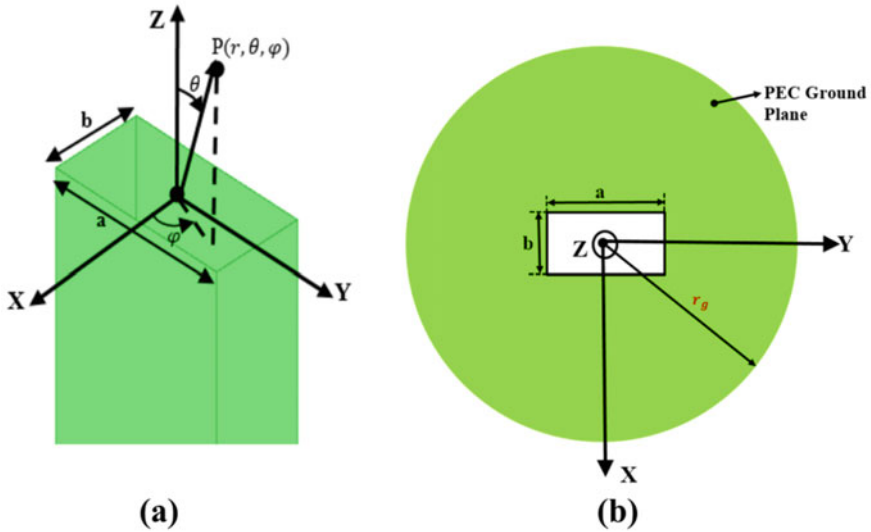 Z
P(r, θ, φ)
θ
b
a
φ
X
Y
(a)
PEC Ground
Plane
a
b
Z
Y
r_g
X
(b)